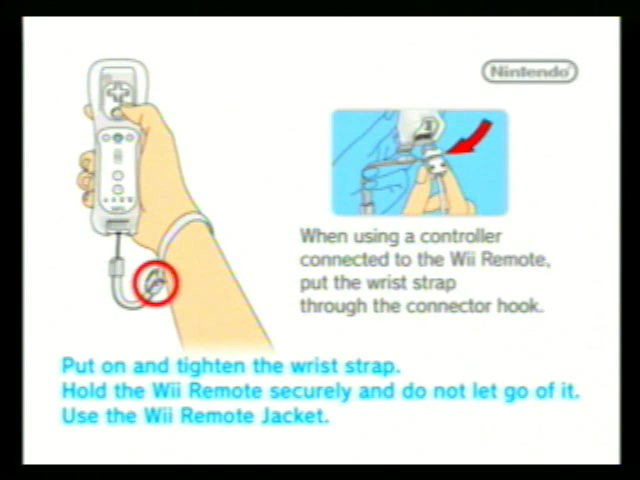 Nintendo
When using a controller
connected to the Wii Remote,
put the wrist strap
through the connector hook.
Put on and tighten the wrist strap.
Hold the Wii Remote securely and do not let go of it.
Use the Wii Remote Jacket.